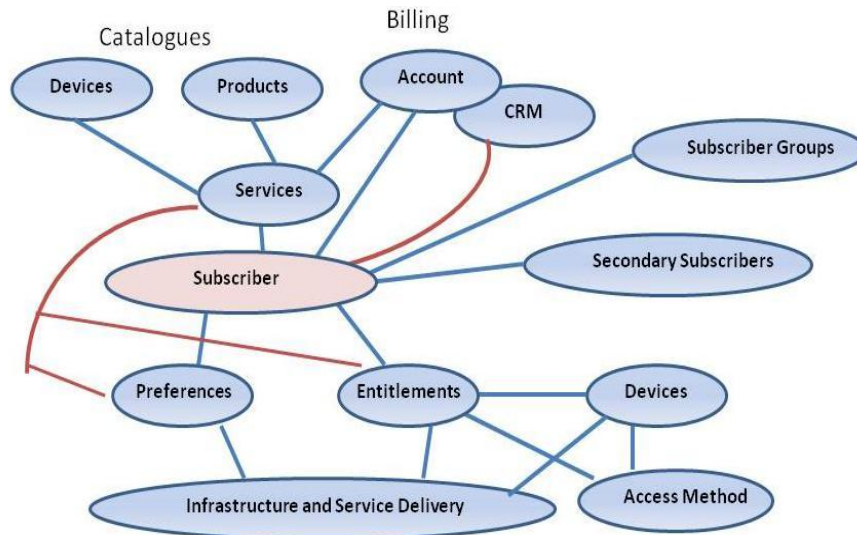 Billing
Catalogues
Devices
Products
Account
CRM
Subscriber Groups
Services
Secondary Subscribers
Subscriber
Preferences
Entitlements
Devices
Infrastructure and Service Delivery
Access Method